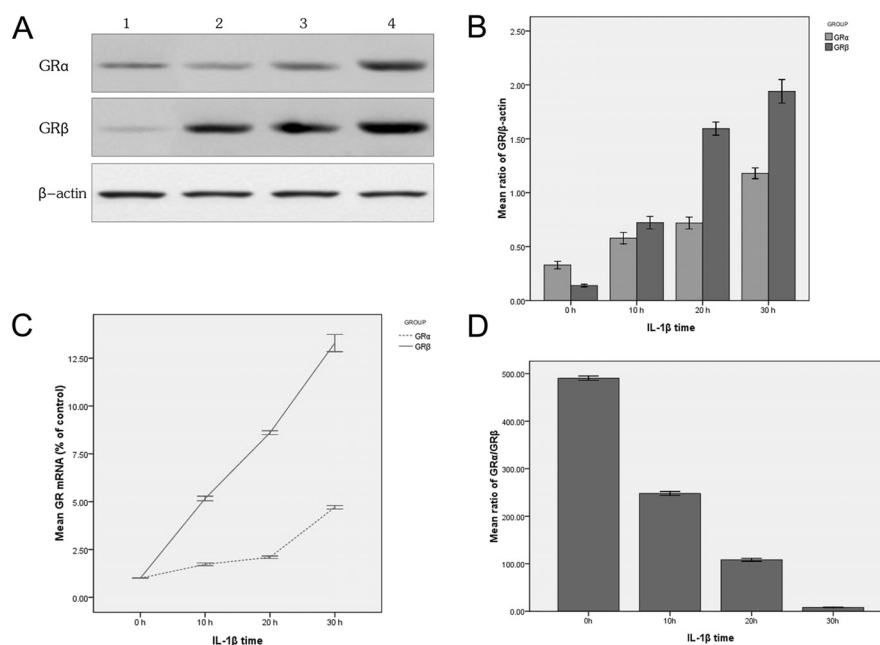 A
1 2 3 4
GRα
GRβ
β-actin
B
GROUP
GRα
GRβ
Mean ratio of GR/β-actin
2.00
1.50
1.00
0.50
0.00
0 h 10 h 20 h 30 h
IL-1β time
C
GROUP
GRα
GRβ
Mean GR mRNA (% of control)
12.50
10.00
7.50
5.00
2.50
0.00
0 h 10 h 20 h 30 h
IL-1β time
D
Mean ratio of GRα/GRβ
500.00
400.00
300.00
200.00
100.00
0.00
0h 10h 20h 30h
IL-1β time